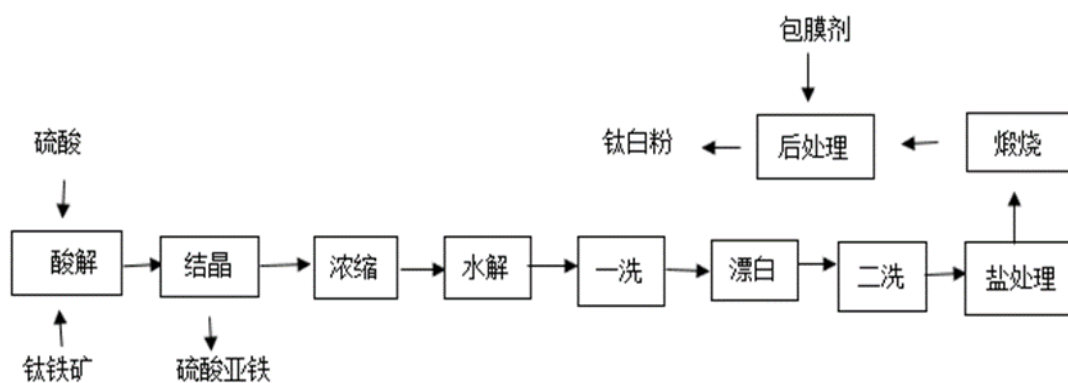 包膜剂
硫酸
钛白粉
后处理
煅烧
酸解
结晶
浓缩
水解
一洗
漂白
二洗
盐处理
钛铁矿
硫酸亚铁